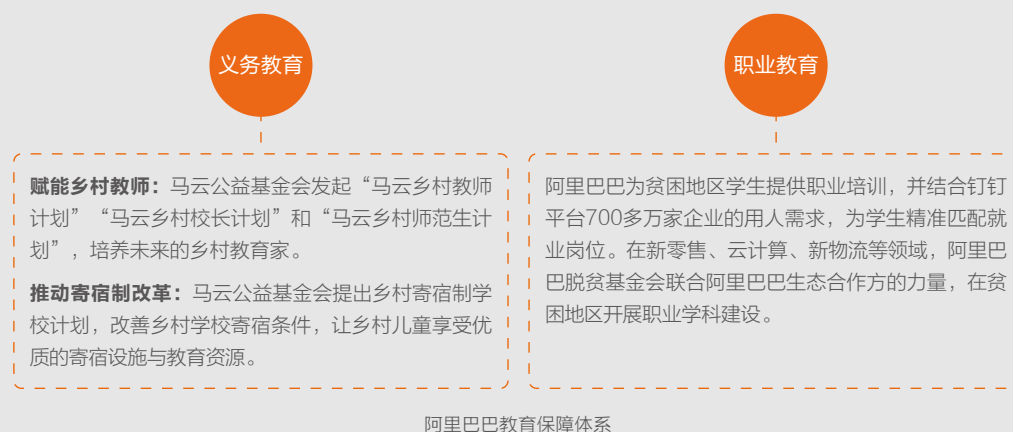 义务教育
赋能乡村教师：马云公益基金会发起“马云乡村教师
计划”“马云乡村校长计划”和“马云乡村师范生计
划”，培养未来的乡村教育家。
推动寄宿制改革：马云公益基金会提出乡村寄宿制学
校计划，改善乡村学校寄宿条件，让乡村儿童享受优
质的寄宿设施与教育资源。
职业教育
阿里巴巴为贫困地区学生提供职业培训，并结合钉钉
平台700多万家企业的用人需求，为学生精准匹配就
业岗位。在新零售、云计算、新物流等领域，阿里巴
巴脱贫基金会联合阿里巴巴生态合作方的力量，在贫
困地区开展职业学科建设。
阿里巴巴教育保障体系